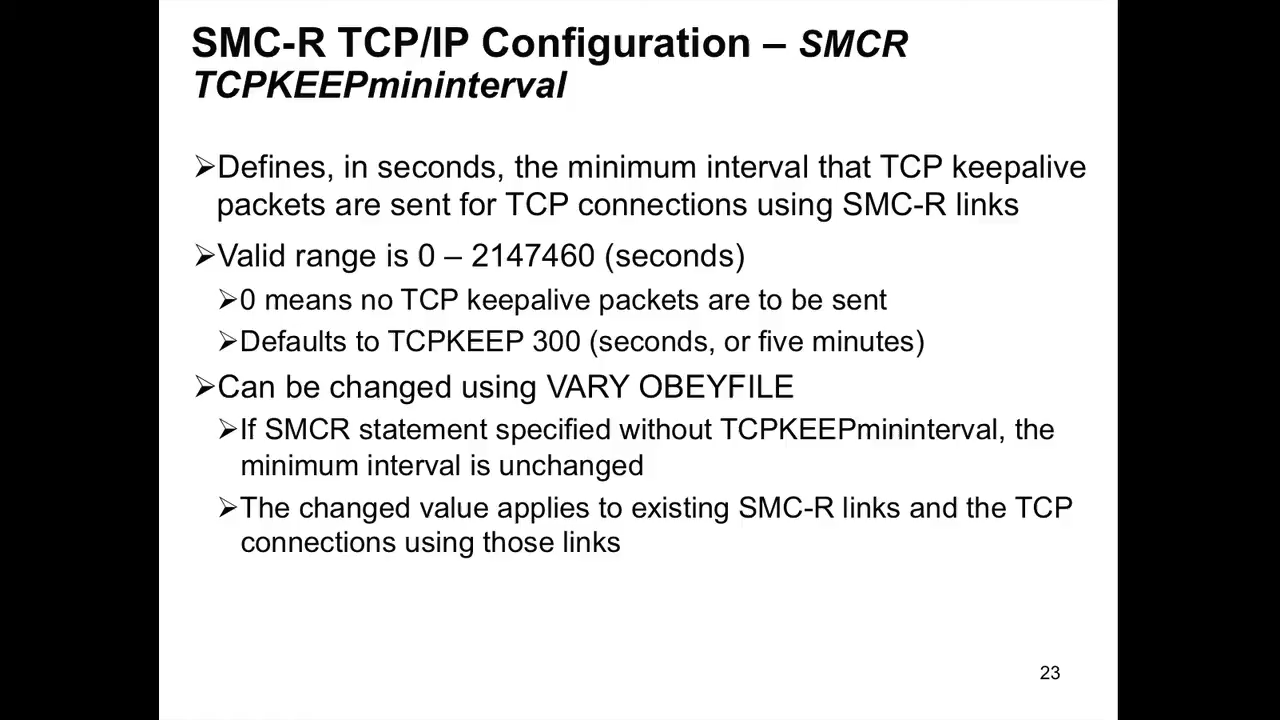 SMC-R TCP/IP Configuration – SMCR
TCPKEEPmininterval
➢Defines, in seconds, the minimum interval that TCP keepalive
packets are sent for TCP connections using SMC-R links
➢Valid range is 0 – 2147460 (seconds)
➢0 means no TCP keepalive packets are to be sent
➢Defaults to TCPKEEP 300 (seconds, or five minutes)
➢Can be changed using VARY OBEYFILE
➢If SMCR statement specified without TCPKEEPmininterval, the
minimum interval is unchanged
➢The changed value applies to existing SMC-R links and the TCP
connections using those links
23